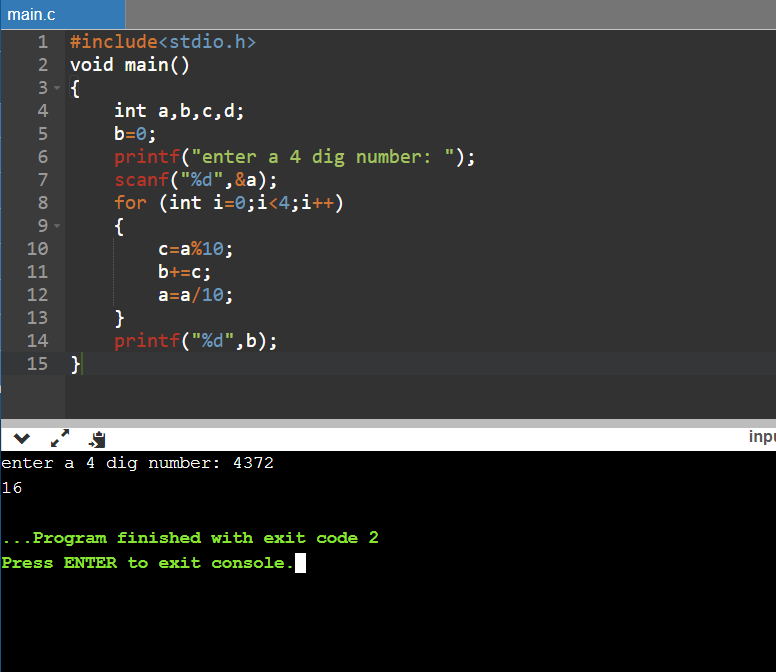 main.c
1 #include<stdio.h>
2 void main()
3 {
4 int a,b,c,d;
5 b=0;
6 printf("enter a 4 dig number: ");
7 scanf("%d",&a);
8 for (int i=0;i<4;i++)
9 {
10 c=a%10;
11 b+=c;
12 a=a/10;
13 }
14 printf("%d",b);
15 }
inpu
enter a 4 dig number: 4372
16
...Program finished with exit code 2
Press ENTER to exit console.